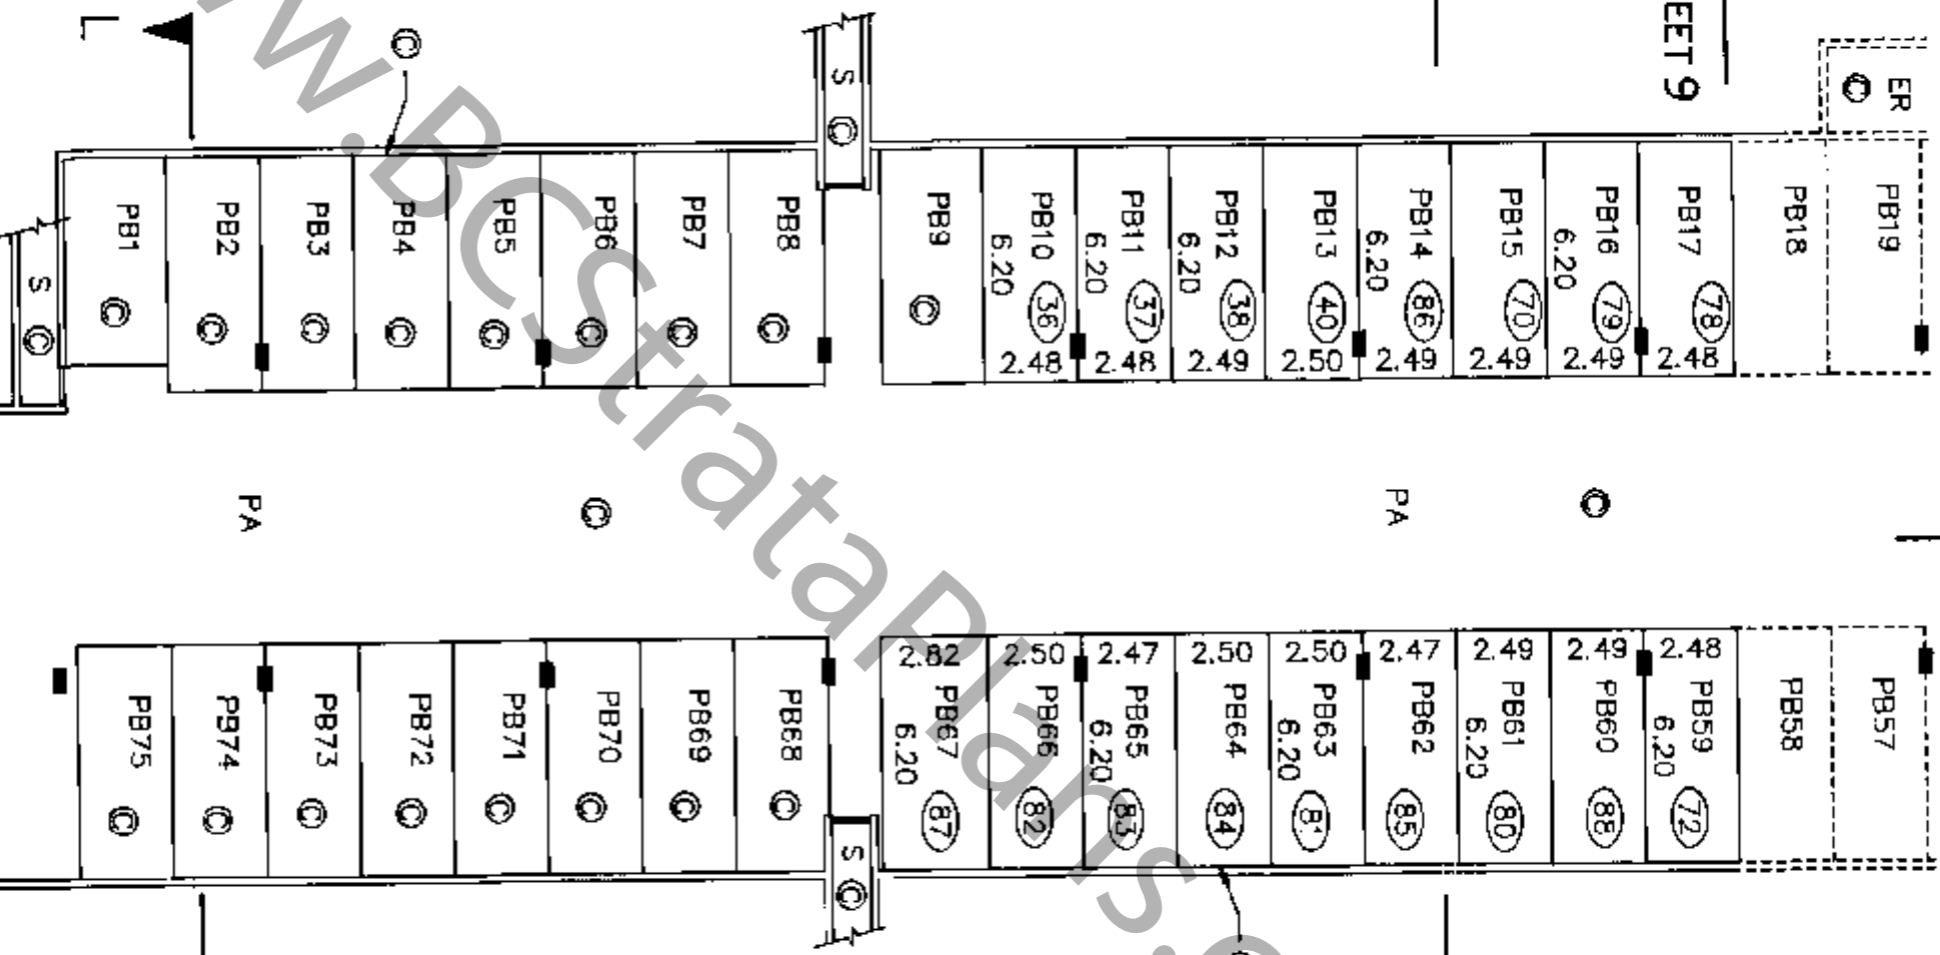 SHEET 9
ER
©
L
©
S
©
PB1 ©
PB2 ©
PB3 ©
PB4 ©
PB5 ©
PB6 ©
PB7 ©
PB8 ©
PB9 ©
PB10 36 6.20 2.48
PB11 37 6.20 2.48
PB12 38 6.20 2.49
PB13 40 2.50
PB14 86 6.20 2.49
PB15 70 2.49
PB16 79 6.20 2.49
PB17 78 2.48
PB18
PB19
S ©
PA
©
PA
©
PB75 ©
PB74 ©
PB73 ©
PB72 ©
PB71 ©
PB70 ©
PB69 ©
PB68 ©
2.82 PB67 6.20 87
2.50 PB66 82
2.47 PB65 6.20 83
2.50 PB64 84
2.50 PB63 6.20 81
2.47 PB62 85
2.49 PB61 6.20 80
2.49 PB60 88
2.48 PB59 6.20 72
PB58
PB57
S
©
w.BCStrataPlans.c